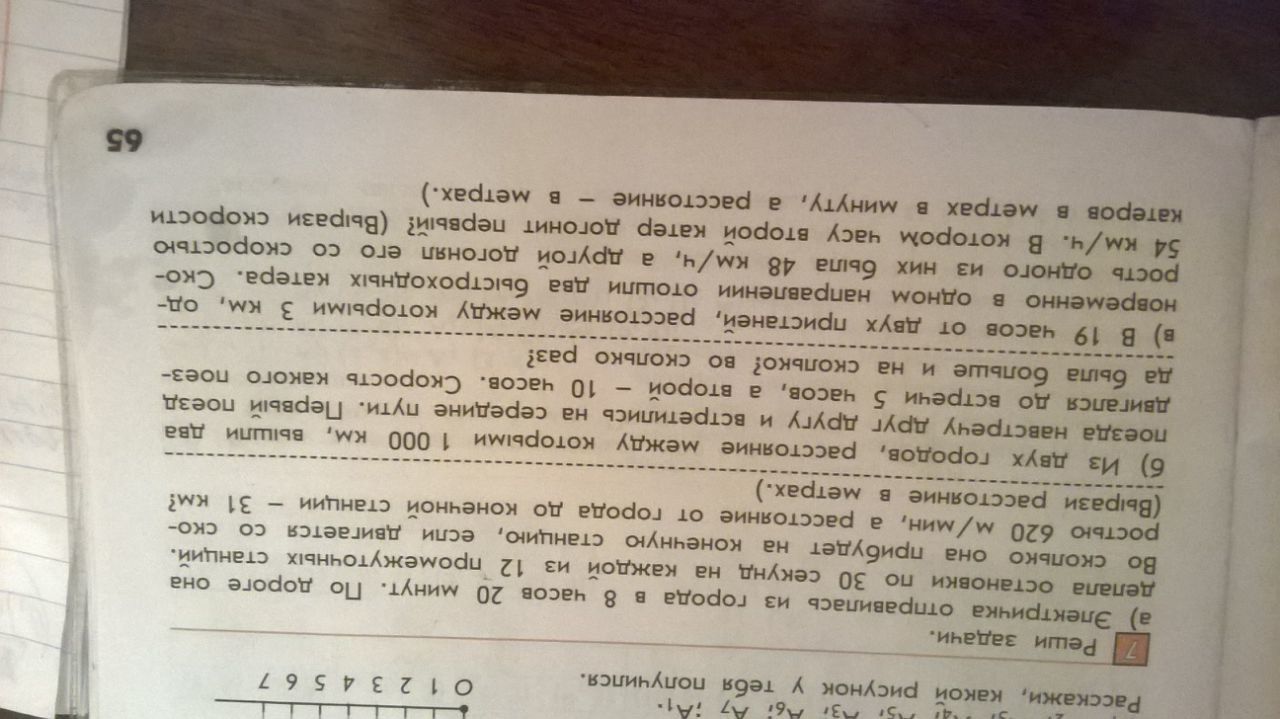 А₃, А₆; А₇ ; А₁.
0 1 2 3 4 5 6 7
Расскажи, какой рисунок у тебя получился.
7 Реши задачи.
а) Электричка отправилась из города в 8 часов 20 минут. По дороге она
делала остановки по 30 секунд на каждой из 12 промежуточных станций.
Во сколько она прибудет на конечную станцию, если двигается со ско-
ростью 620 м/мин, а расстояние от города до конечной станции – 31 км?
(Вырази расстояние в метрах.)
б) Из двух городов, расстояние между которыми 1 000 км, вышли два
поезда навстречу друг другу и встретились на середине пути. Первый поезд
двигался до встречи 5 часов, а второй – 10 часов. Скорость какого поез-
да была больше и на сколько? во сколько раз?
в) В 19 часов от двух пристаней, расстояние между которыми 3 км, од-
новременно в одном направлении отошли два быстроходных катера. Ско-
рость одного из них была 48 км/ч, а другой догонял его со скоростью
54 км/ч. В котором часу второй катер догонит первый? (Вырази скорости
катеров в метрах в минуту, а расстояние – в метрах.)
65